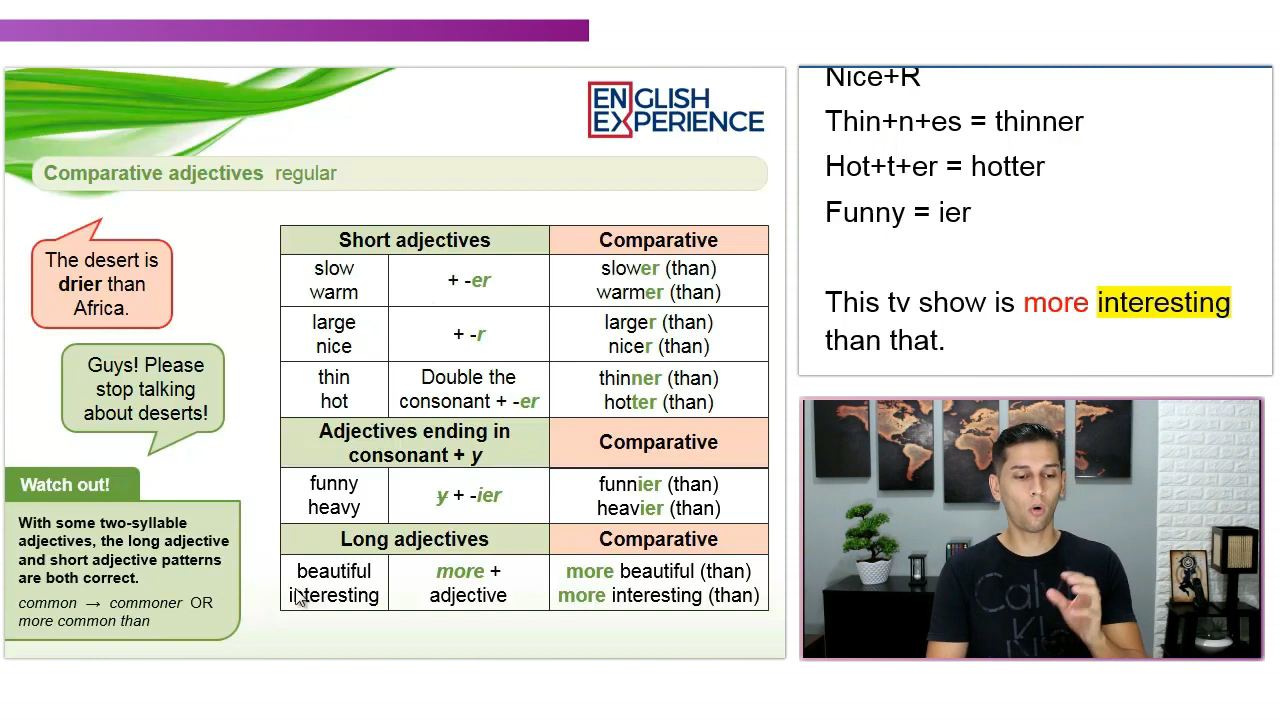 ENGLISH
EXPERIENCE
Comparative adjectives regular
The desert is
drier than
Africa.
Guys! Please
stop talking
about deserts!
Watch out!
With some two-syllable
adjectives, the long adjective
and short adjective patterns
are both correct.
common → commoner OR
more common than
Short adjectives Comparative
slow
warm
+ -er
slower (than)
warmer (than)
large
nice
+ -r
larger (than)
nicer (than)
thin
hot
Double the
consonant + -er
thinner (than)
hotter (than)
Adjectives ending in
consonant + y
Comparative
funny
heavy
y + -ier
funnier (than)
heavier (than)
Long adjectives Comparative
beautiful
interesting
more +
adjective
more beautiful (than)
more interesting (than)
Nice+R
Thin+n+es = thinner
Hot+t+er = hotter
Funny = ier
This tv show is more interesting
than that.